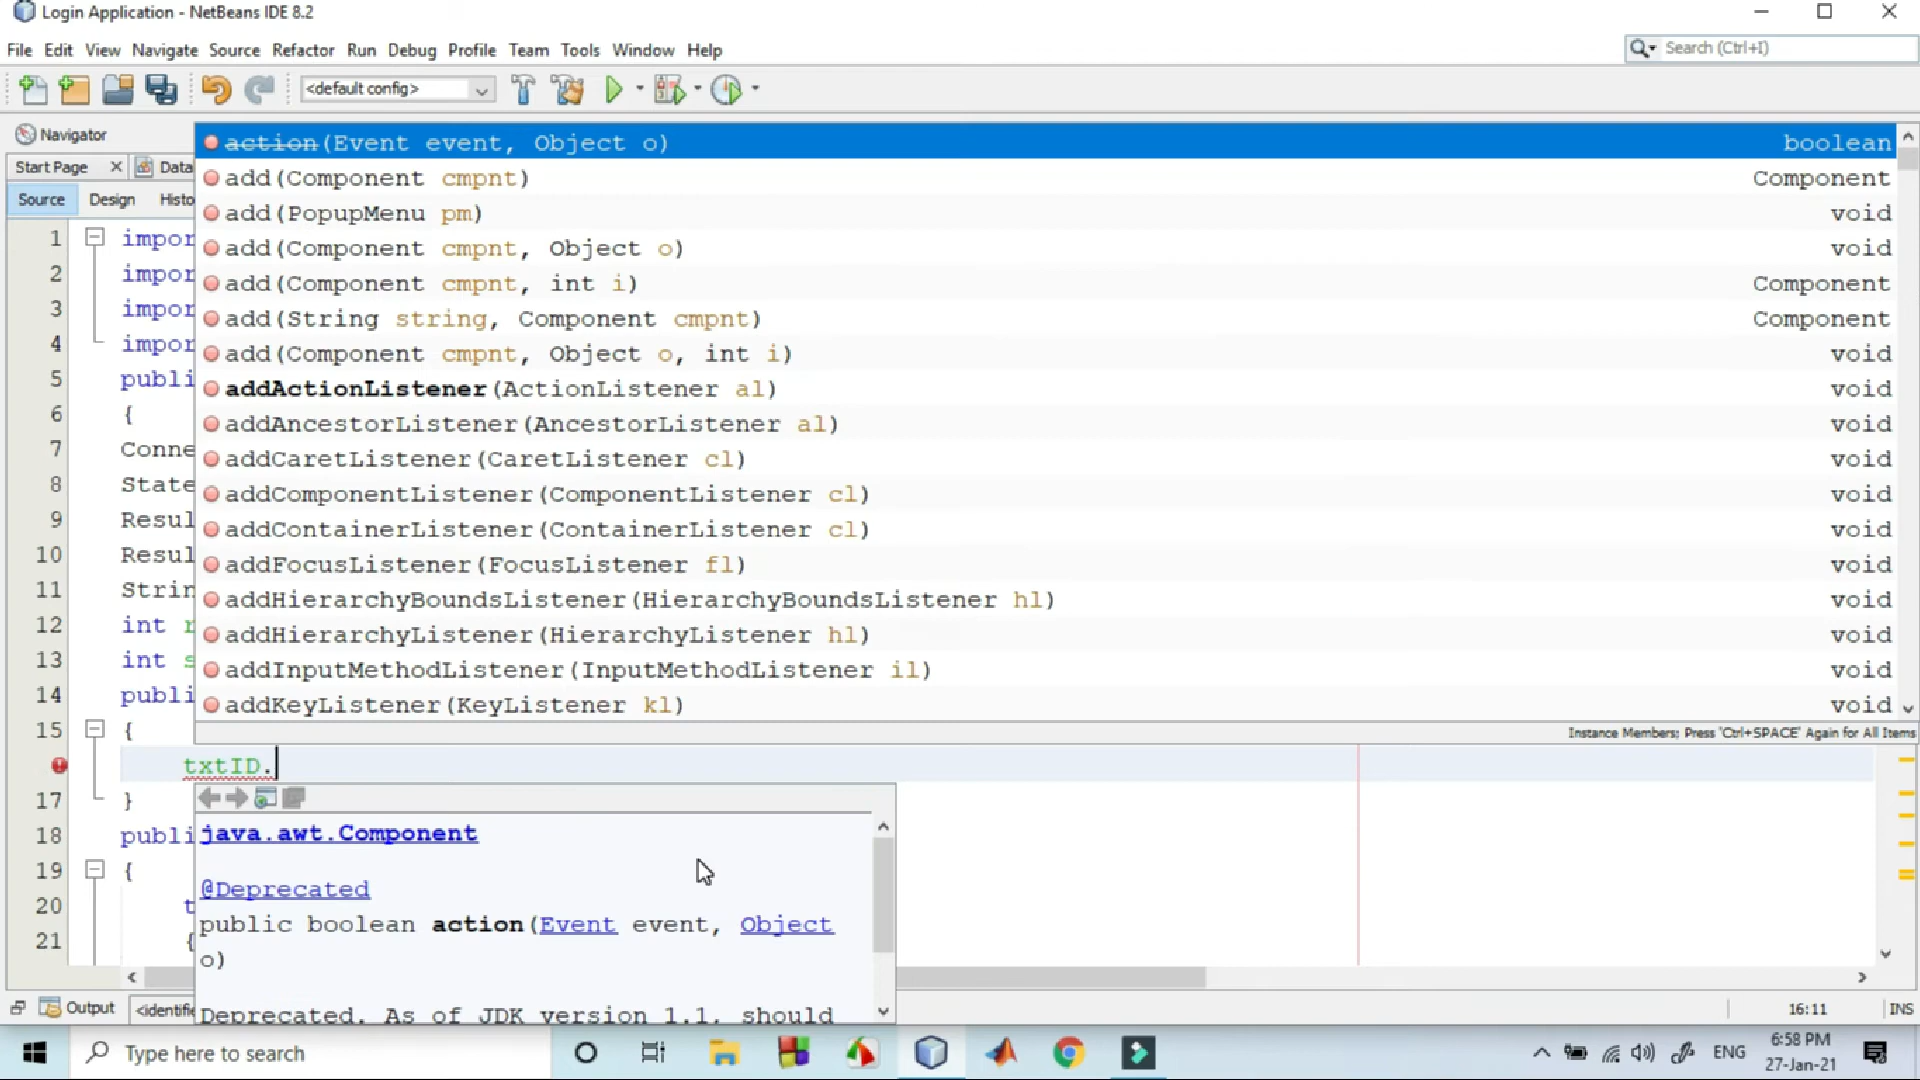 Login Application - NetBeans IDE 8.2
File Edit View Navigate Source Refactor Run Debug Profile Team Tools Window Help
Search (Ctrl+I)
<default config>
Navigator
Start Page
Data
Source Design Histo
action(Event event, Object o) boolean
add(Component cmpnt) Component
add(PopupMenu pm) void
add(Component cmpnt, Object o) void
add(Component cmpnt, int i) Component
add(String string, Component cmpnt) Component
add(Component cmpnt, Object o, int i) void
addActionListener(ActionListener al) void
addAncestorListener(AncestorListener al) void
addCaretListener(CaretListener cl) void
addComponentListener(ComponentListener cl) void
addContainerListener(ContainerListener cl) void
addFocusListener(FocusListener fl) void
addHierarchyBoundsListener(HierarchyBoundsListener hl) void
addHierarchyListener(HierarchyListener hl) void
addInputMethodListener(InputMethodListener il) void
addKeyListener(KeyListener kl) void
Instance Members; Press 'Ctrl+SPACE' Again for All Items
1 impor
2 impor
3 impor
4 impor
5 publi
6 {
7 Conne
8 State
9 Resul
10 Resul
11 Strin
12 int r
13 int s
14 publi
15 {
txtID.
17 }
18 publi
19 {
20 t
21 {
java.awt.Component
@Deprecated
public boolean action(Event event, Object
o)
Deprecated. As of JDK version 1.1, should
Output
<identifie
16:11 INS
Type here to search
ENG
6:58 PM
27-Jan-21